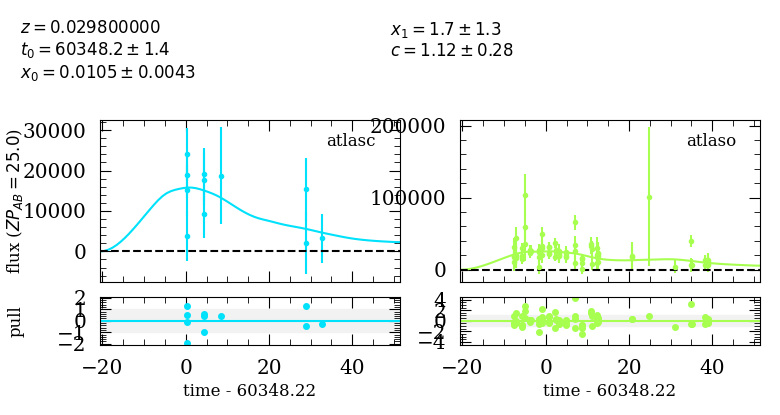 z = 0.029800000
t₀ = 60348.2 ± 1.4
x₀ = 0.0105 ± 0.0043
x₁ = 1.7 ± 1.3
c = 1.12 ± 0.28
flux (ZP_AB = 25.0)
30000
20000
10000
0
atlasc
200000
100000
0
atlaso
pull
2
1
0
−1
−2
4
2
0
−2
−4
−20 0 20 40
time - 60348.22
−20 0 20 40
time - 60348.22